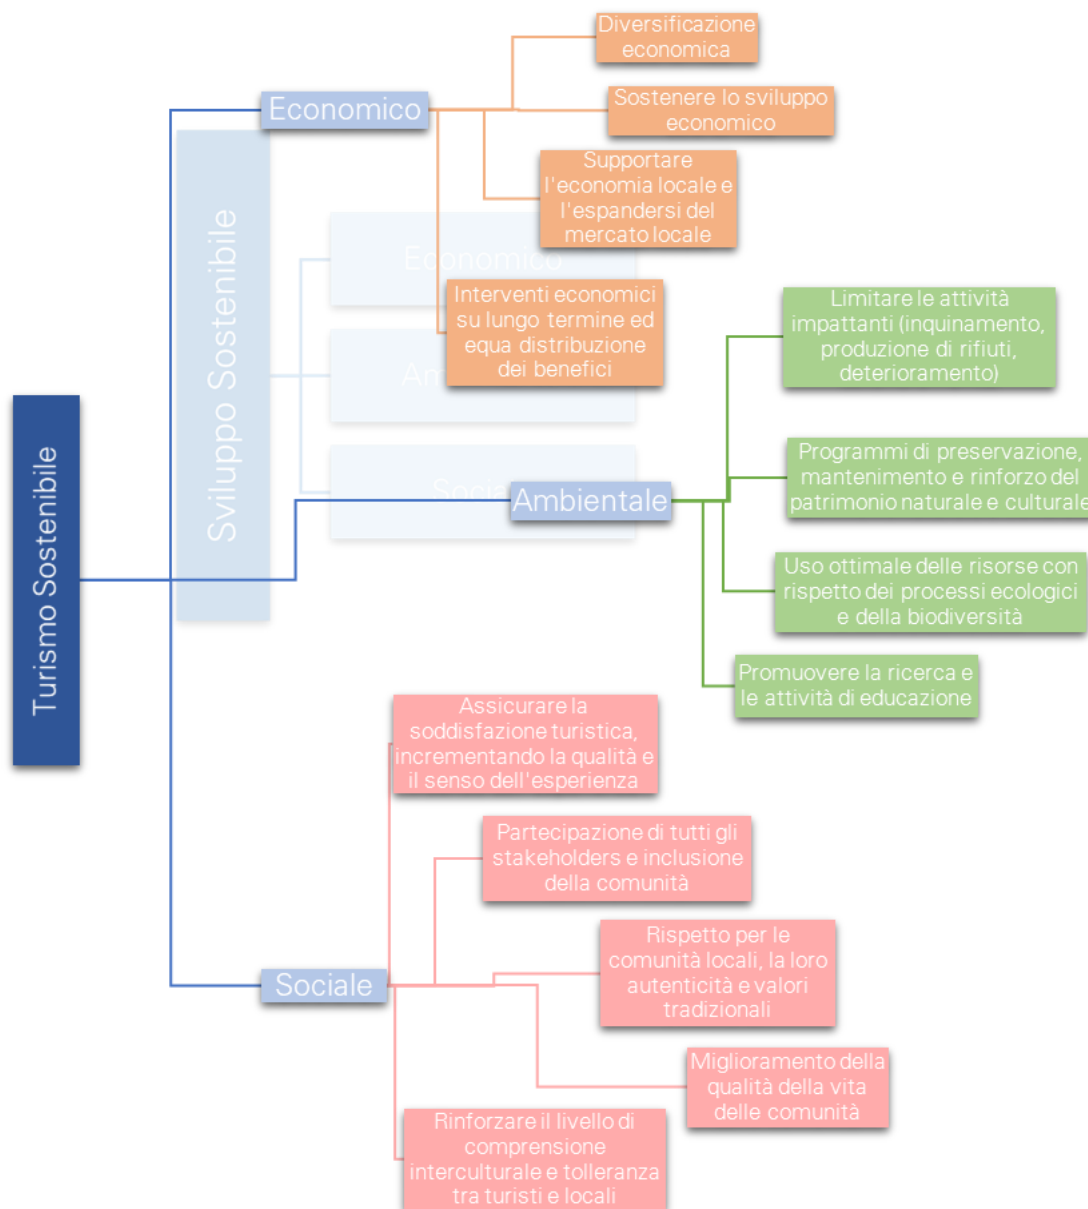 Turismo Sostenibile
Sviluppo Sostenibile
Economico
Diversificazione
economica
Sostenere lo sviluppo
economico
Supportare
l'economia locale e
l'espandersi del
mercato locale
Interventi economici
su lungo termine ed
equa distribuzione
dei benefici
Economico
Ambientale
Limitare le attività
impattanti (inquinamento,
produzione di rifiuti,
deterioramento)
Programmi di preservazione,
mantenimento e rinforzo del
patrimonio naturale e culturale
Uso ottimale delle risorse con
rispetto dei processi ecologici
e della biodiversità
Promuovere la ricerca e
le attività di educazione
Sociale
Assicurare la
soddisfazione turistica,
incrementando la qualità e
il senso dell'esperienza
Partecipazione di tutti gli
stakeholders e inclusione
della comunità
Rispetto per le
comunità locali, la loro
autenticità e valori
tradizionali
Miglioramento della
qualità della vita
delle comunità
Rinforzare il livello di
comprensione
interculturale e tolleranza
tra turisti e locali